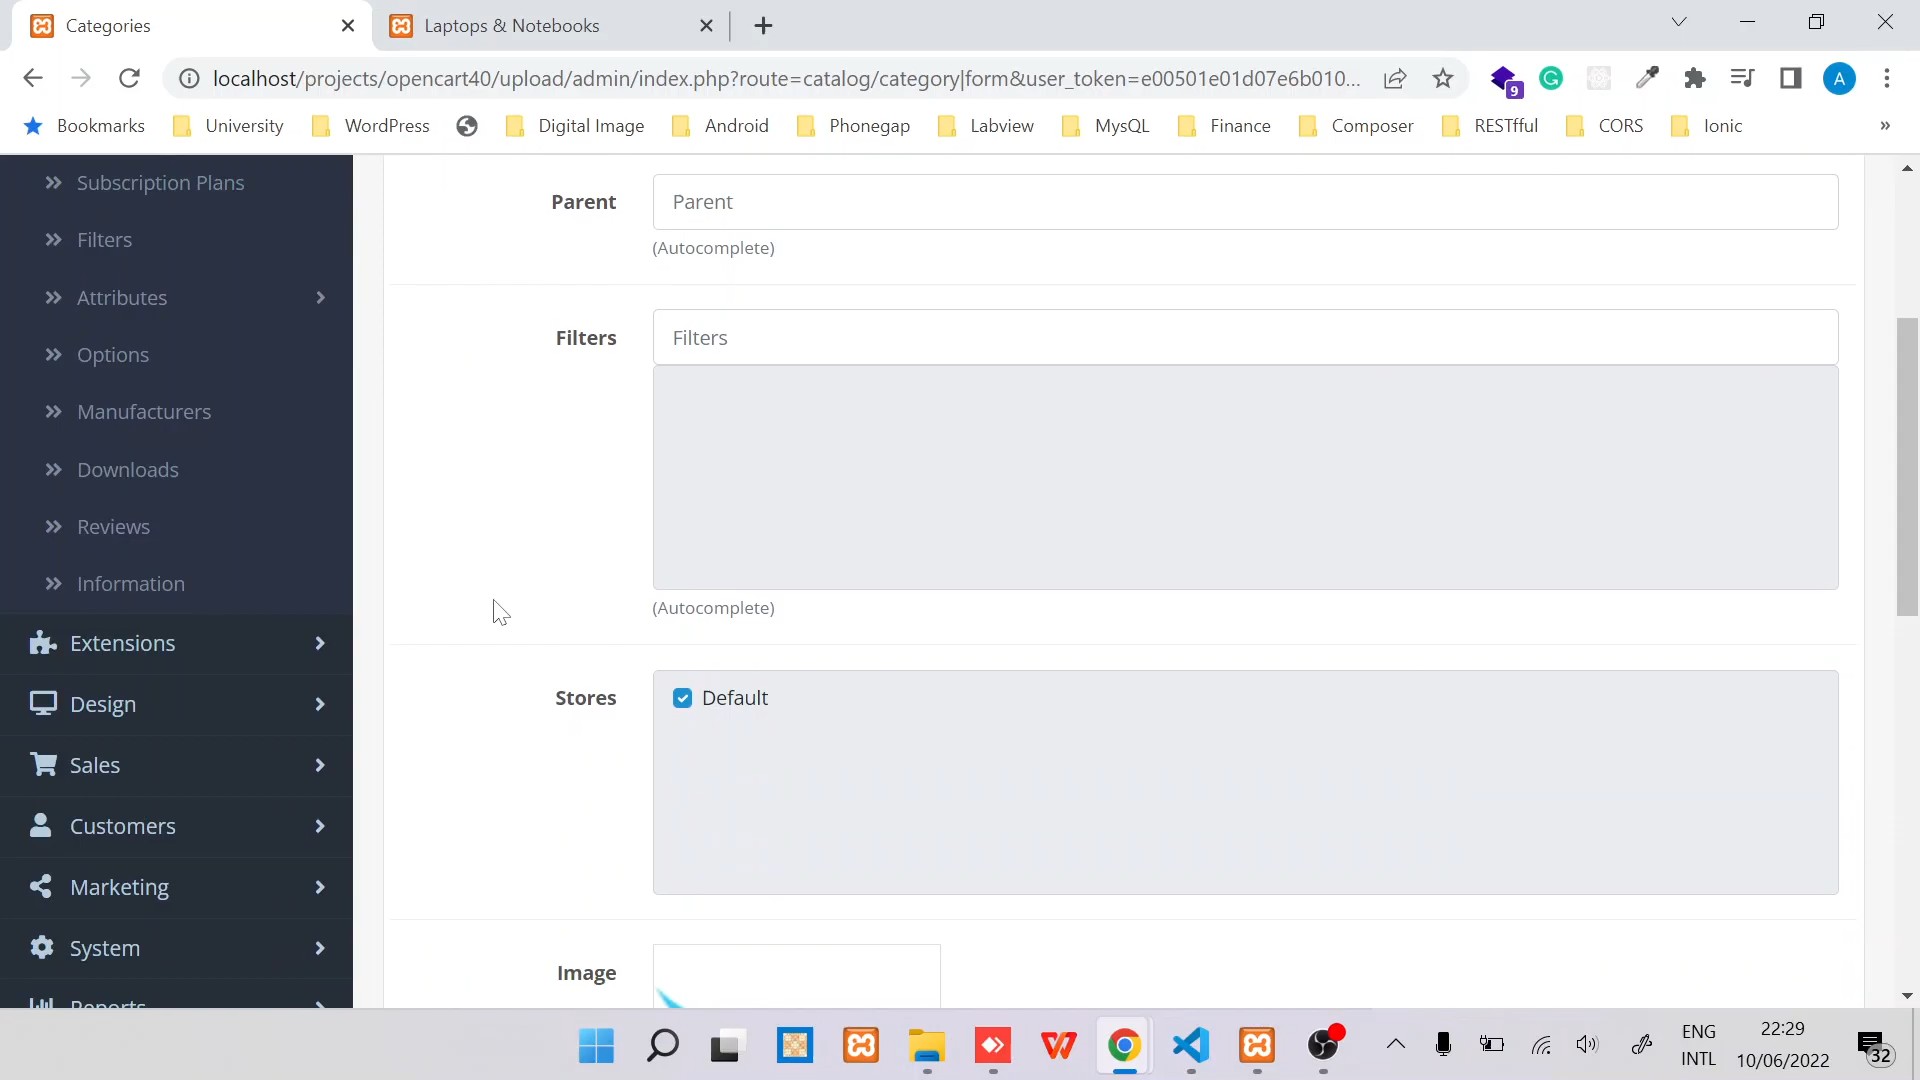 Categories
Laptops & Notebooks
localhost/projects/opencart40/upload/admin/index.php?route=catalog/category|form&user_token=e00501e01d07e6b010...
9
G
A
Bookmarks
University
WordPress
Digital Image
Android
Phonegap
Labview
MysQL
Finance
Composer
RESTfful
CORS
Ionic
»
Subscription Plans
Filters
Attributes
Options
Manufacturers
Downloads
Reviews
Information
Extensions
Design
Sales
Customers
Marketing
System
Reports
Parent
Parent
(Autocomplete)
Filters
Filters
(Autocomplete)
Stores
Default
Image
ENG
INTL
22:29
10/06/2022
32